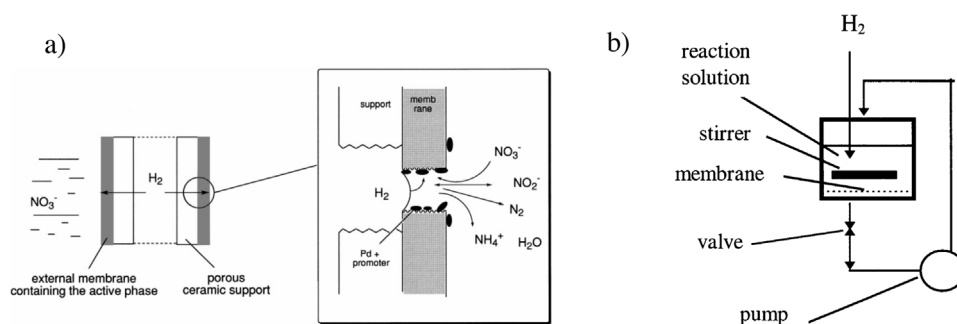 a)
NO₃⁻
H₂
external membrane
containing the active phase
porous
ceramic support
support
memb
rane
NO₃⁻
H₂
NO₂⁻
N₂
NH₄⁺
H₂O
Pd +
promoter
b)
H₂
reaction
solution
stirrer
membrane
valve
pump